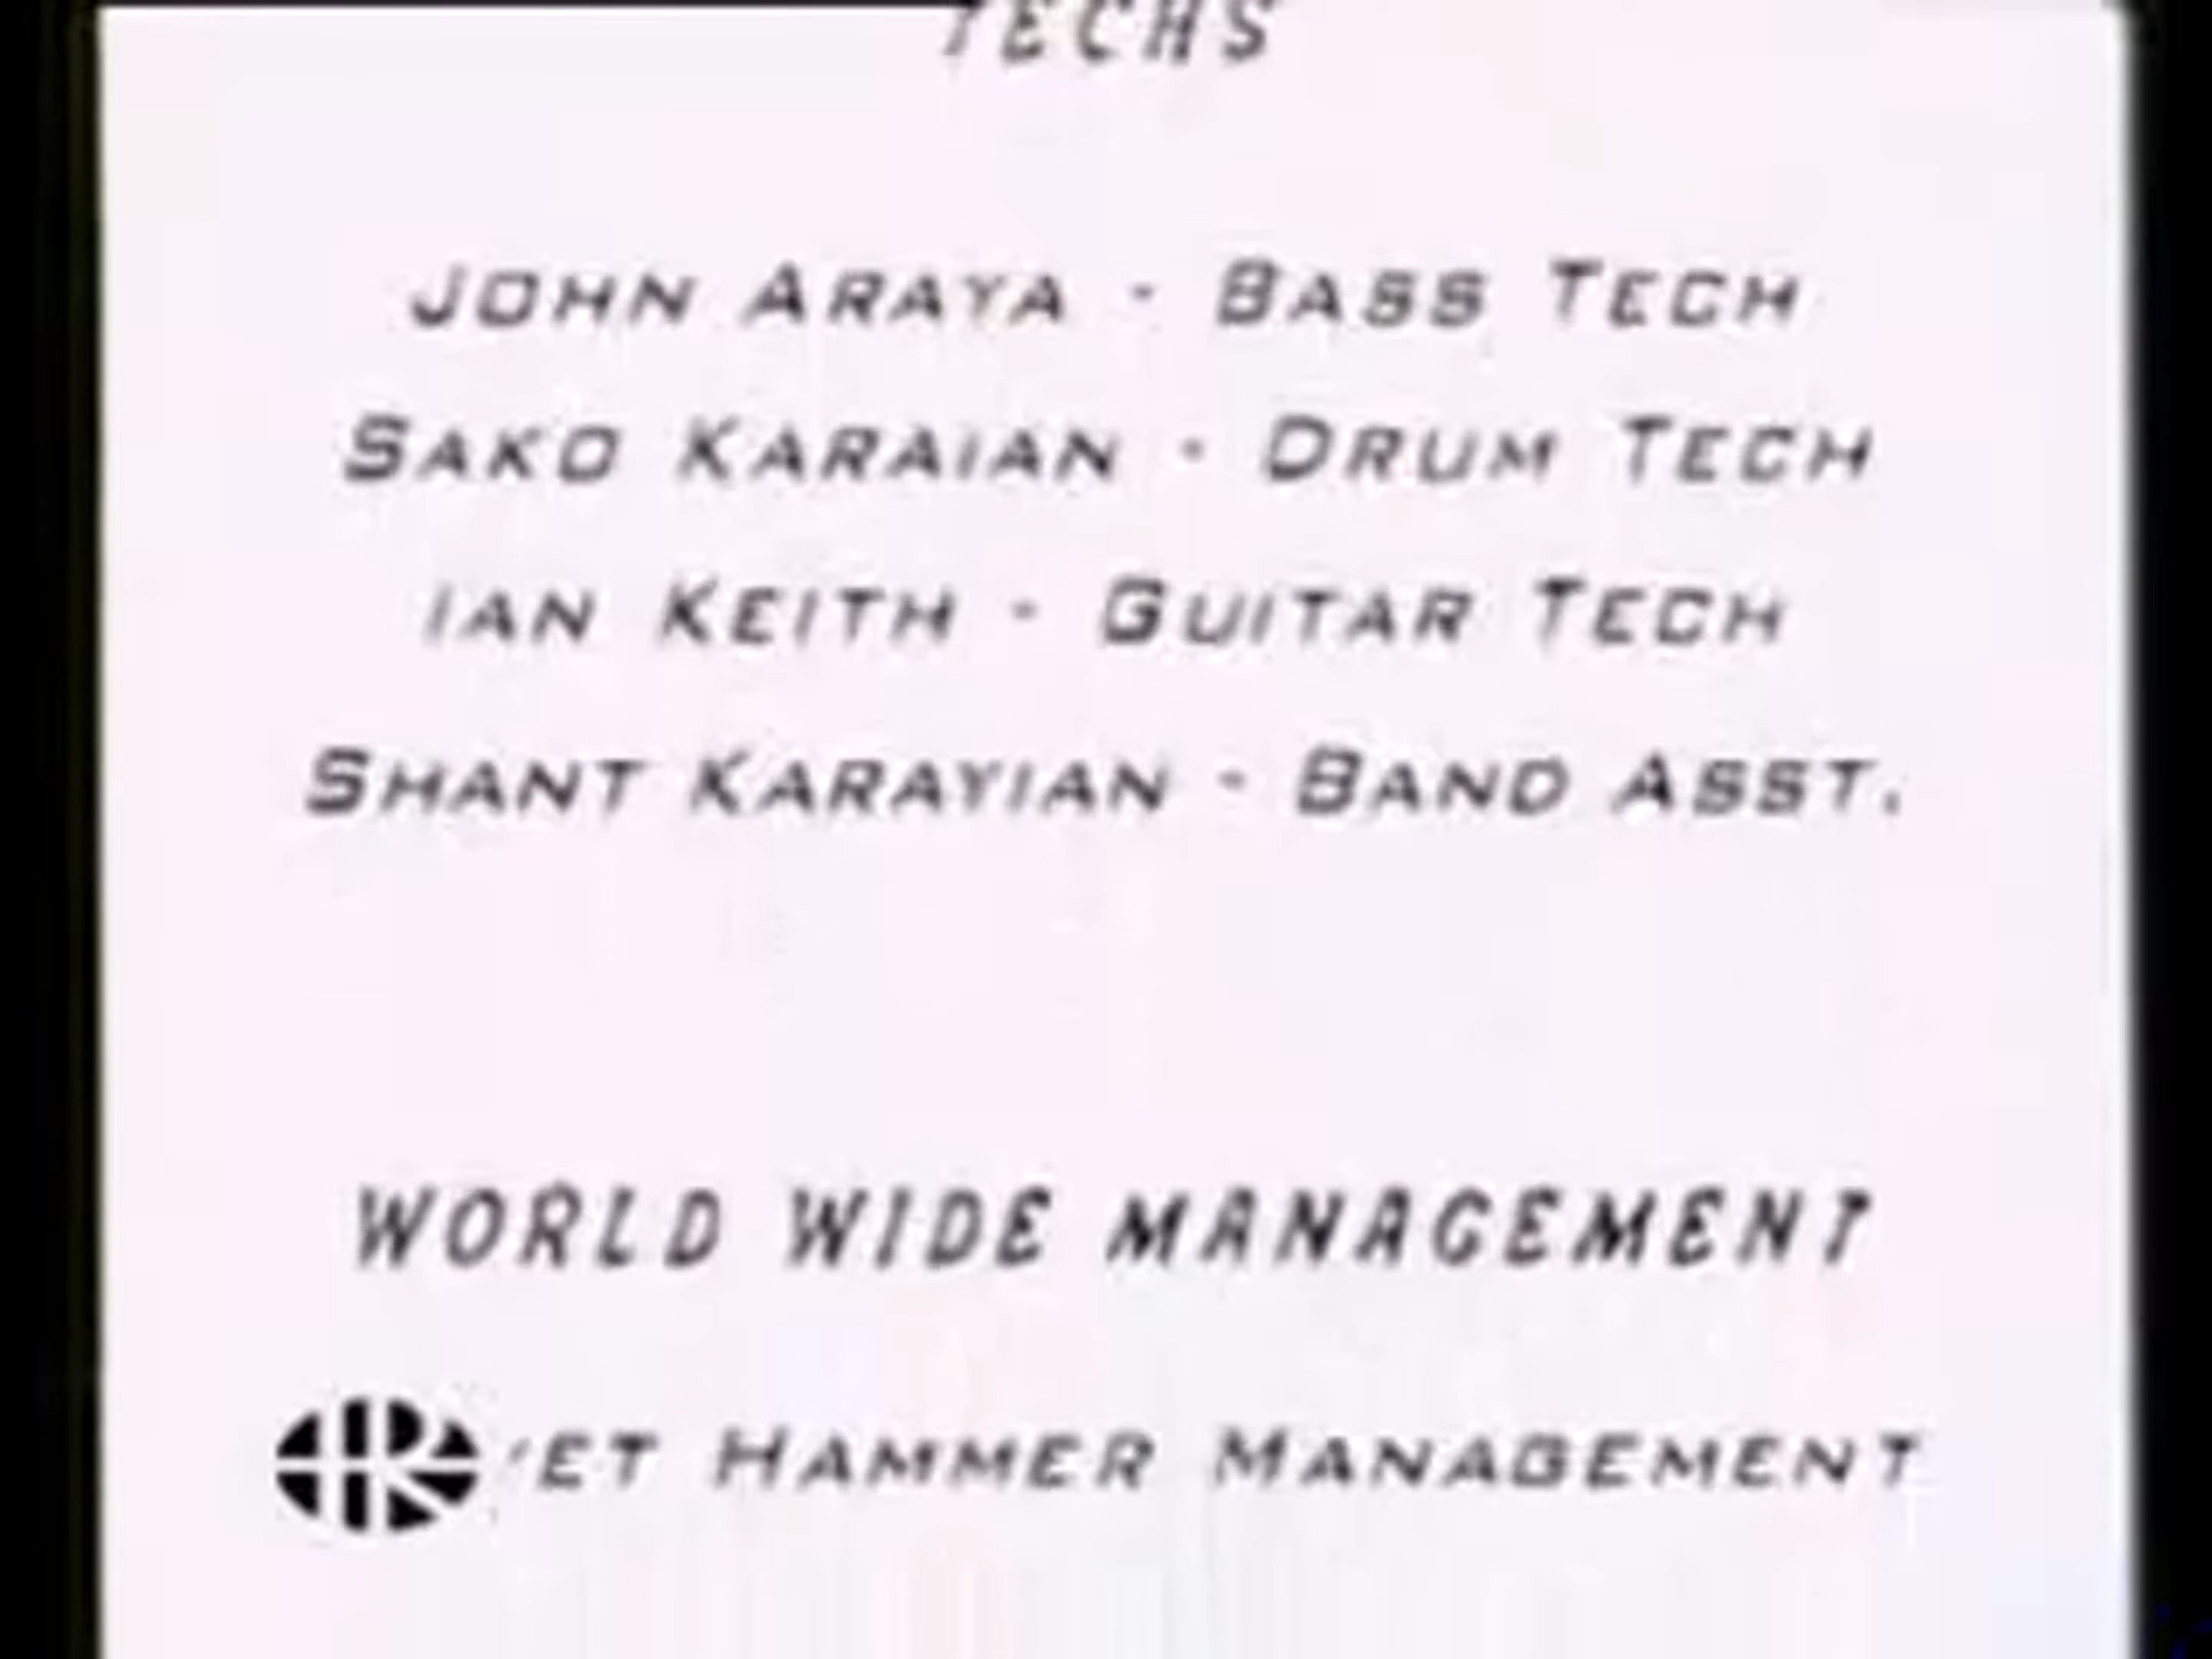 TECHS
JOHN ARAYA - BASS TECH
SAKO KARAIAN - DRUM TECH
IAN KEITH - GUITAR TECH
SHANT KARAYIAN - BAND ASST.
WORLD WIDE MANAGEMENT
HAMMER MANAGEMENT